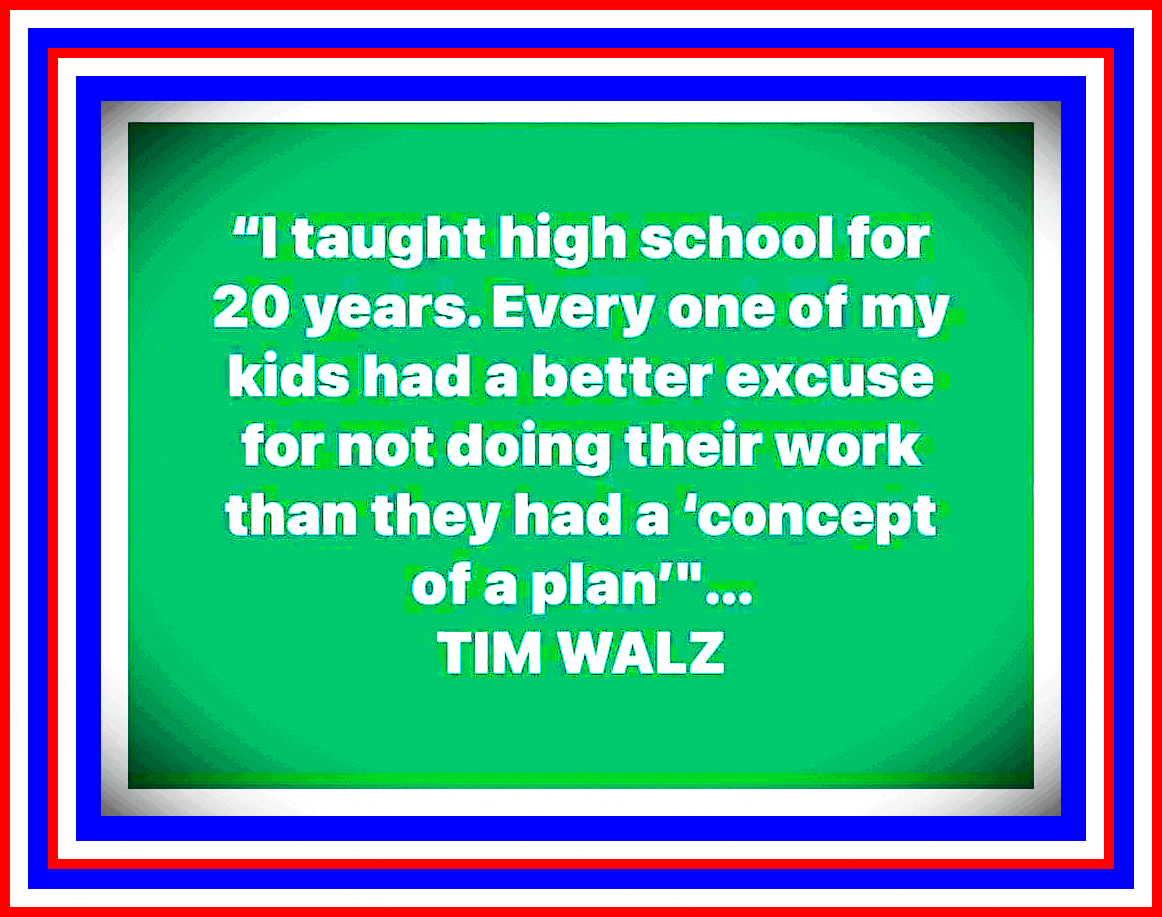 “I taught high school for
20 years. Every one of my
kids had a better excuse
for not doing their work
than they had a ‘concept
of a plan’"...
TIM WALZ